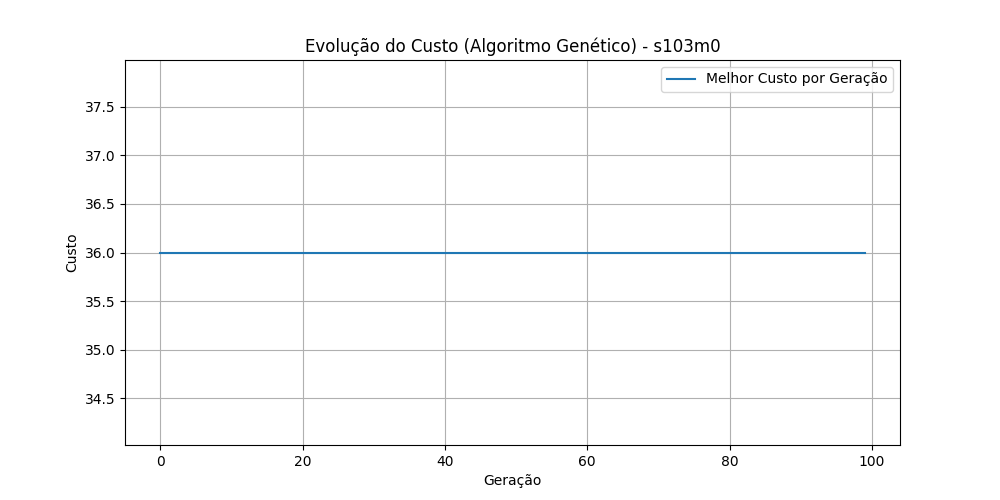 Evolução do Custo (Algoritmo Genético) - s103m0
Melhor Custo por Geração
37.5
37.0
36.5
36.0
35.5
35.0
34.5
Custo
0 20 40 60 80 100
Geração